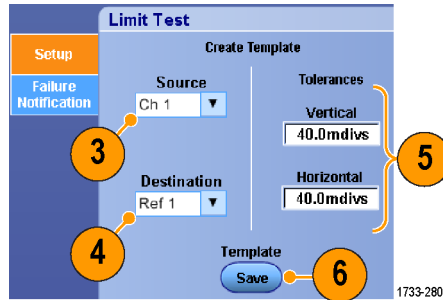 Limit Test
Setup
Failure
Notification
Create Template
Source
Ch 1
3
Destination
Ref 1
4
Tolerances
Vertical
40.0mdivs
Horizontal
40.0mdivs
5
Template
Save
6
1733-280